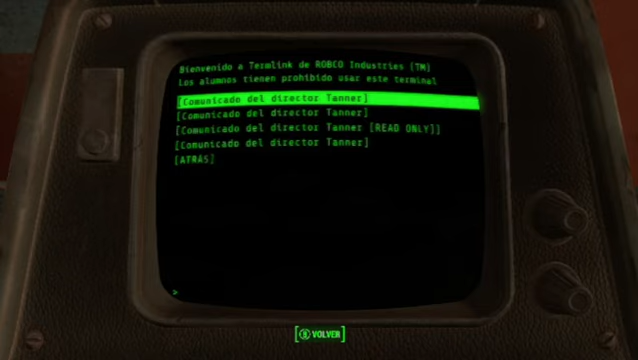 Bienvenido a Termlink de ROBCO Industries [TM]
Los alumnos tienen prohibido usar este terminal
[Comunicado del director Tanner]
[Comunicado del director Tanner]
[Comunicado del director Tanner [READ ONLY]]
[Comunicado del director Tanner]
[ATRÁS]
>
[Ⓑ VOLVER]